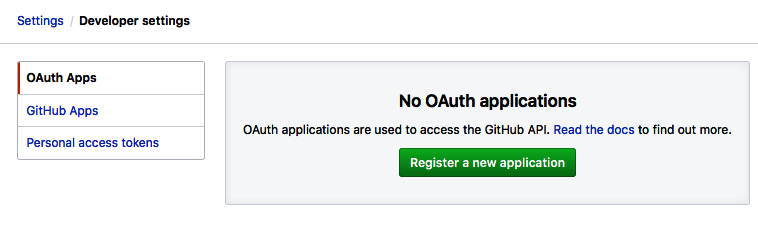 Settings / Developer settings
OAuth Apps
GitHub Apps
Personal access tokens
No OAuth applications
OAuth applications are used to access the GitHub API. Read the docs to find out more.
Register a new application